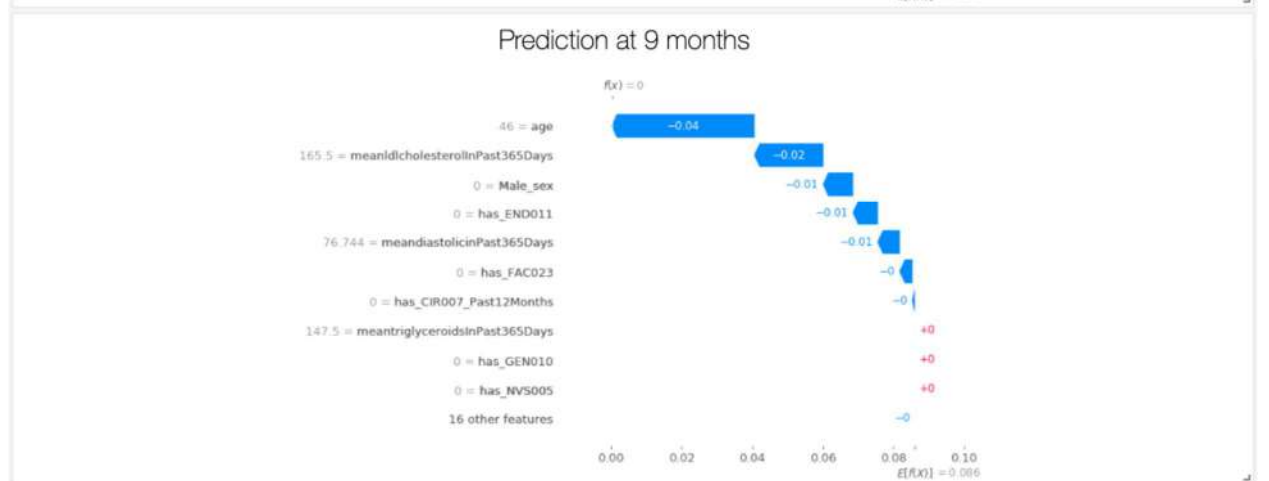 Prediction at 9 months
f(x) = 0
46 = age
−0.04
165.5 = meanldlcholesterolInPast365Days
−0.02
0 = Male_sex
−0.01
0 = has_END011
−0.01
76.744 = meandiastolicinPast365Days
−0.01
0 = has_FAC023
−0
0 = has_CIR007_Past12Months
−0
147.5 = meantriglyceroidsInPast365Days
+0
0 = has_GEN010
+0
0 = has_NVS005
+0
16 other features
−0
0.00 0.02 0.04 0.06 0.08 0.10
E[f(X)] = 0.086